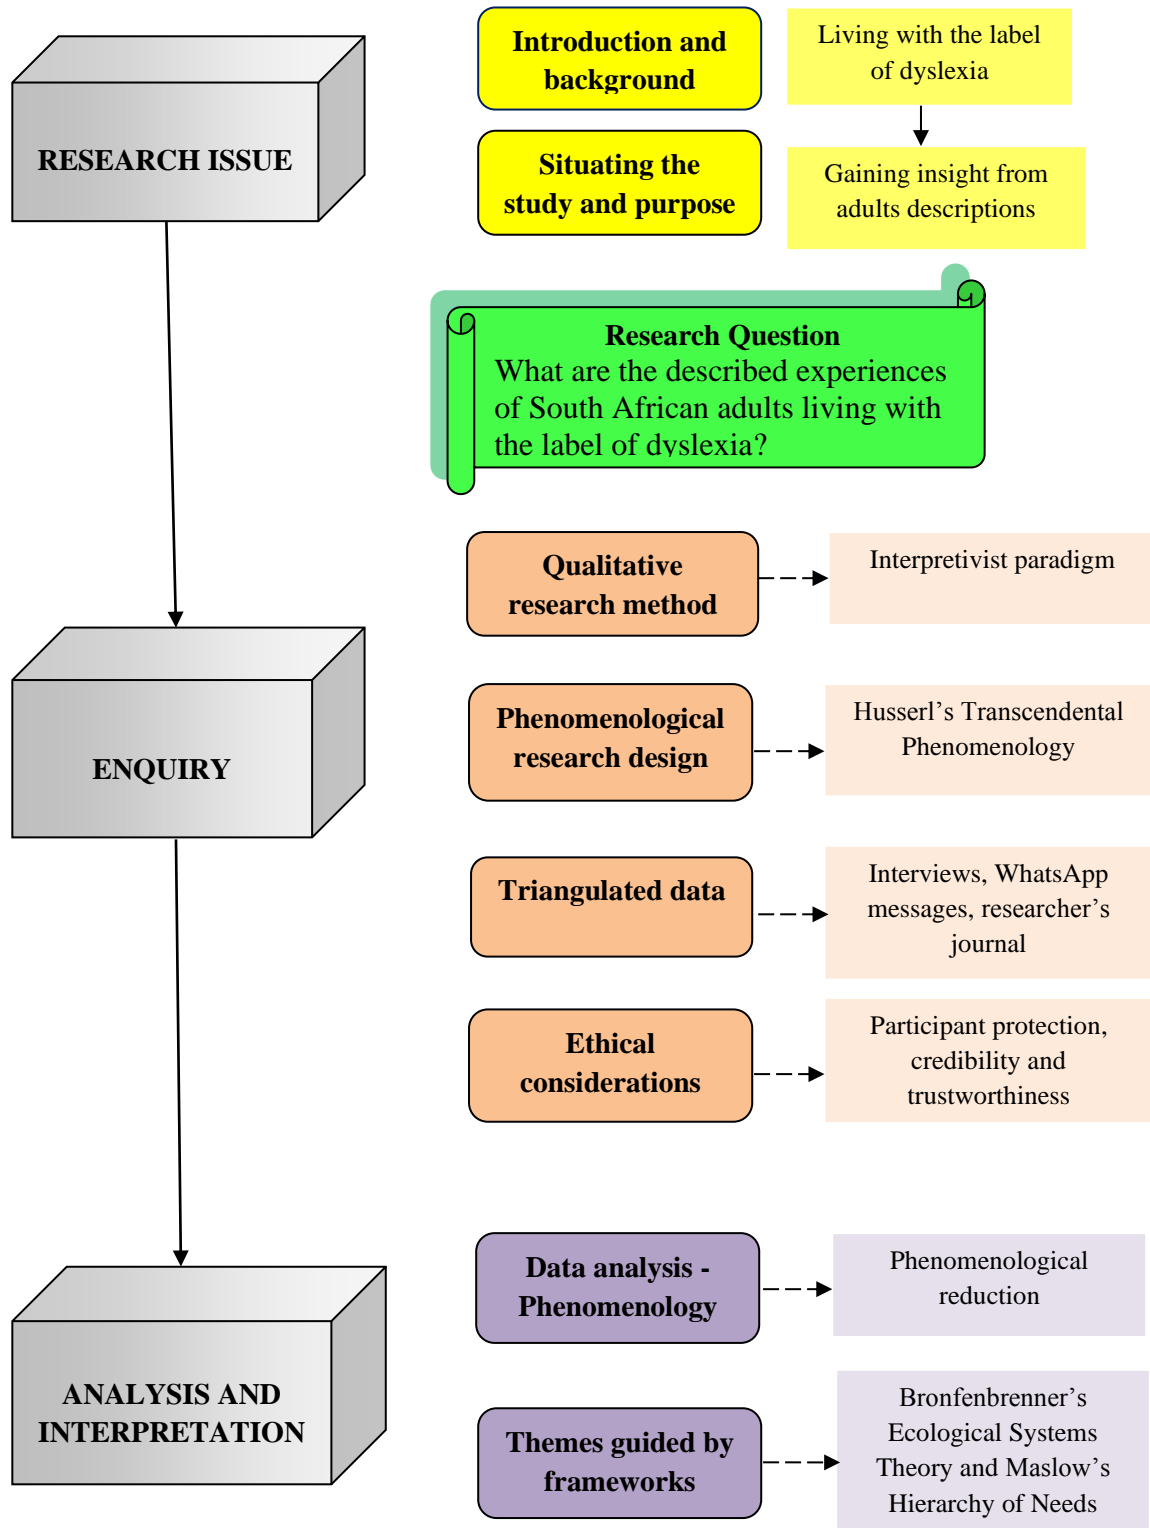 RESEARCH ISSUE
Introduction and
background
Living with the label
of dyslexia
Situating the
study and purpose
Gaining insight from
adults descriptions
Research Question
What are the described experiences
of South African adults living with
the label of dyslexia?
ENQUIRY
Qualitative
research method
Interpretivist paradigm
Phenomenological
research design
Husserl’s Transcendental
Phenomenology
Triangulated data
Interviews, WhatsApp
messages, researcher’s
journal
Ethical
considerations
Participant protection,
credibility and
trustworthiness
ANALYSIS AND
INTERPRETATION
Data analysis -
Phenomenology
Phenomenological
reduction
Themes guided by
frameworks
Bronfenbrenner’s
Ecological Systems
Theory and Maslow’s
Hierarchy of Needs